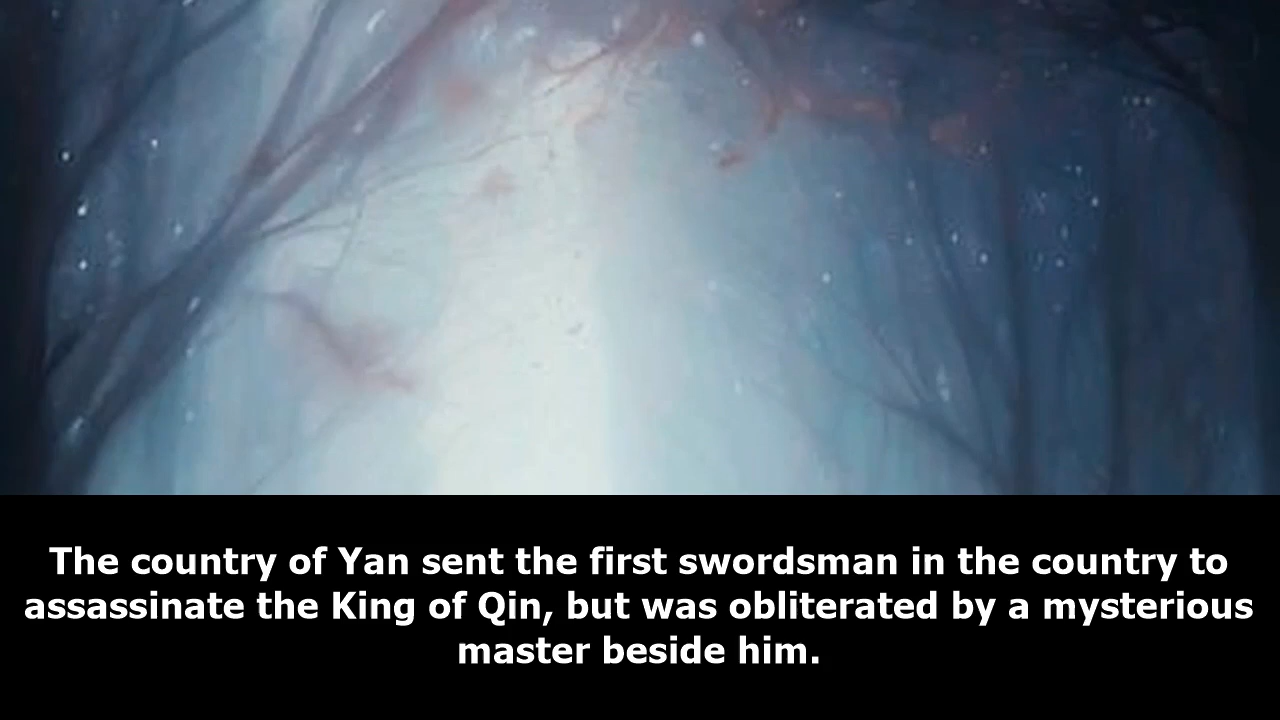 The country of Yan sent the first swordsman in the country to
assassinate the King of Qin, but was obliterated by a mysterious
master beside him.